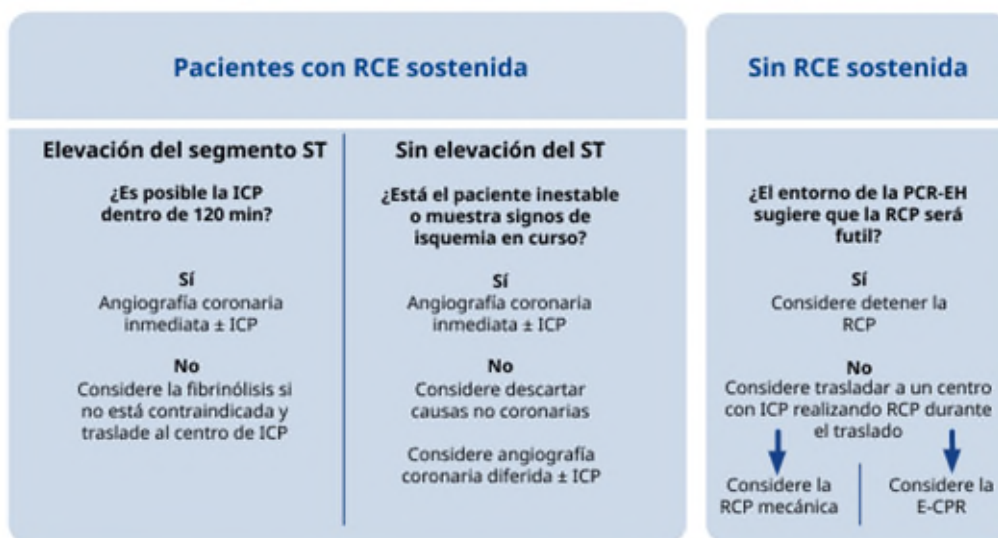 Pacientes con RCE sostenida
Elevación del segmento ST
¿Es posible la ICP
dentro de 120 min?
Sí
Angiografía coronaria
inmediata ± ICP
No
Considere la fibrinólisis si
no está contraindicada y
traslade al centro de ICP
Sin elevación del ST
¿Está el paciente inestable
o muestra signos de
isquemia en curso?
Sí
Angiografía coronaria
inmediata ± ICP
No
Considere descartar
causas no coronarias
Considere angiografía
coronaria diferida ± ICP
Sin RCE sostenida
¿El entorno de la PCR-EH
sugiere que la RCP será
futil?
Sí
Considere detener la
RCP
No
Considere trasladar a un centro
con ICP realizando RCP durante
el traslado
Considere la
RCP mecánica
Considere la
E-CPR